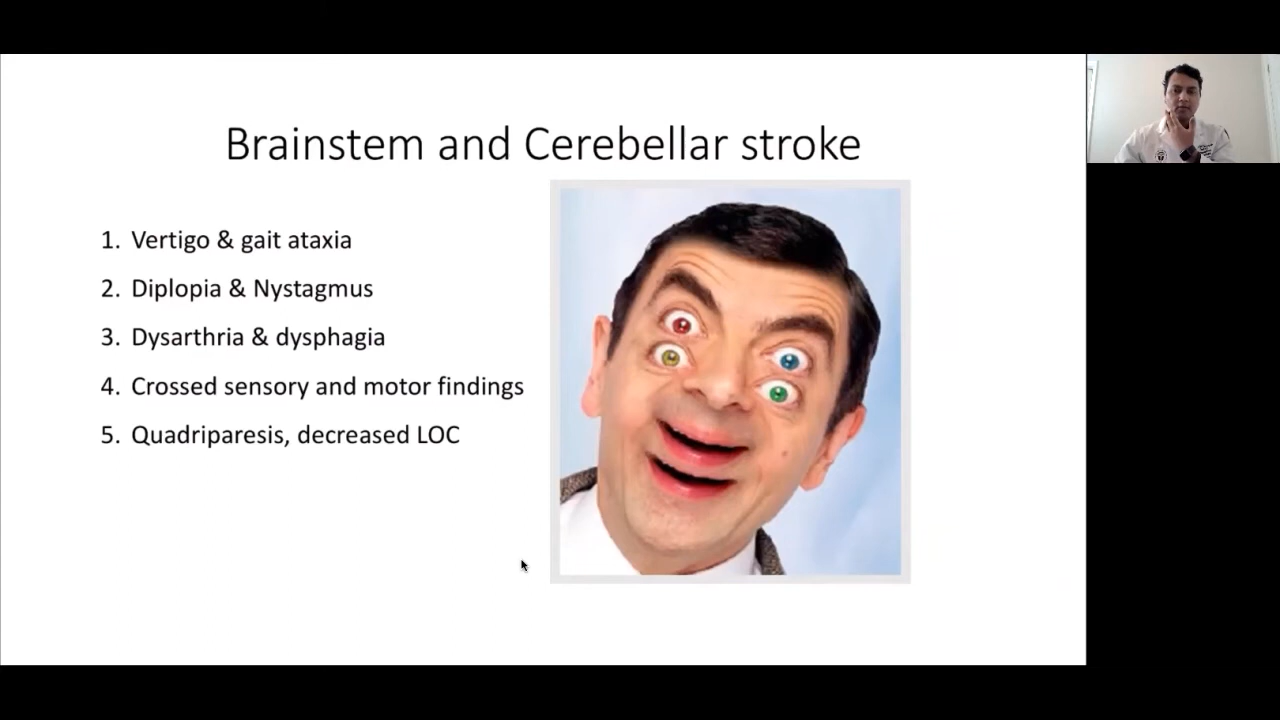 Brainstem and Cerebellar stroke
1. Vertigo & gait ataxia
2. Diplopia & Nystagmus
3. Dysarthria & dysphagia
4. Crossed sensory and motor findings
5. Quadriparesis, decreased LOC